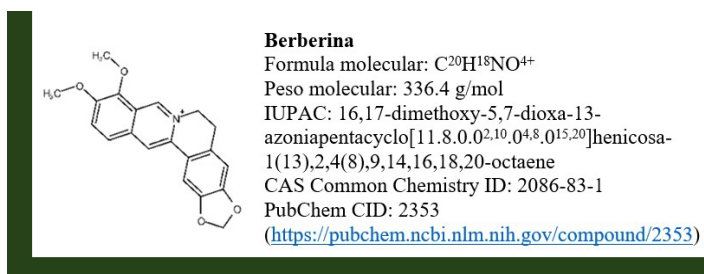 Berberina
Formula molecular: C²⁰H¹⁸NO⁴⁺
Peso molecular: 336.4 g/mol
IUPAC: 16,17-dimethoxy-5,7-dioxa-13-
azoniapentacyclo[11.8.0.0²,¹⁰.0⁴,⁸.0¹⁵,²⁰]henicosa-
1(13),2,4(8),9,14,16,18,20-octaene
CAS Common Chemistry ID: 2086-83-1
PubChem CID: 2353
(https://pubchem.ncbi.nlm.nih.gov/compound/2353)
H₃C
O
H₃C
O
N⁺
O
O